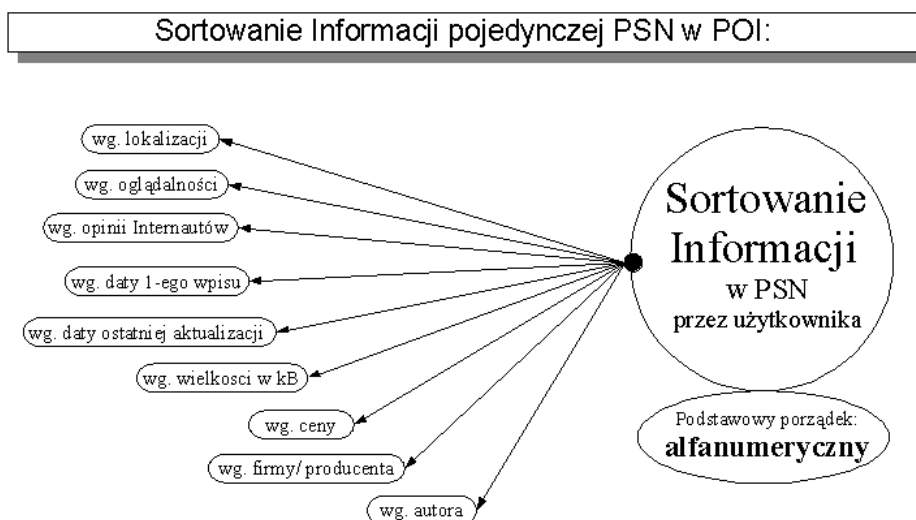 Sortowanie Informacji pojedynczej PSN w POI:
wg. lokalizacji
wg. oglądalności
wg. opinii Internautów
wg. daty 1-ego wpisu
wg. daty ostatniej aktualizacji
wg. wielkosci w kB
wg. ceny
wg. firmy/ producenta
wg. autora
Sortowanie
Informacji
w PSN
przez użytkownika
Podstawowy porządek:
alfanumeryczny